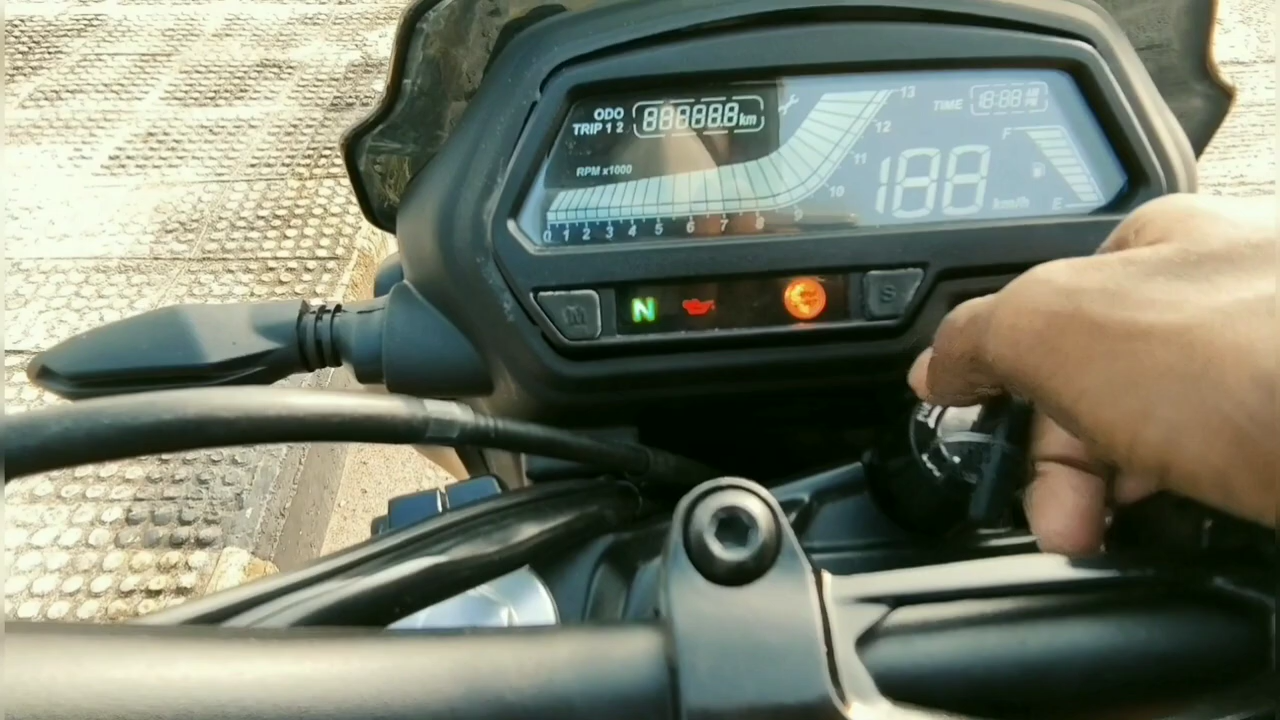 ODO 888888 km
TRIP 1 2
TIME 18:88 AM PM
RPM x1000
0 1 2 3 4 5 6 7 8 9 10 11 12 13
188 km/h
F
E
M
N
S